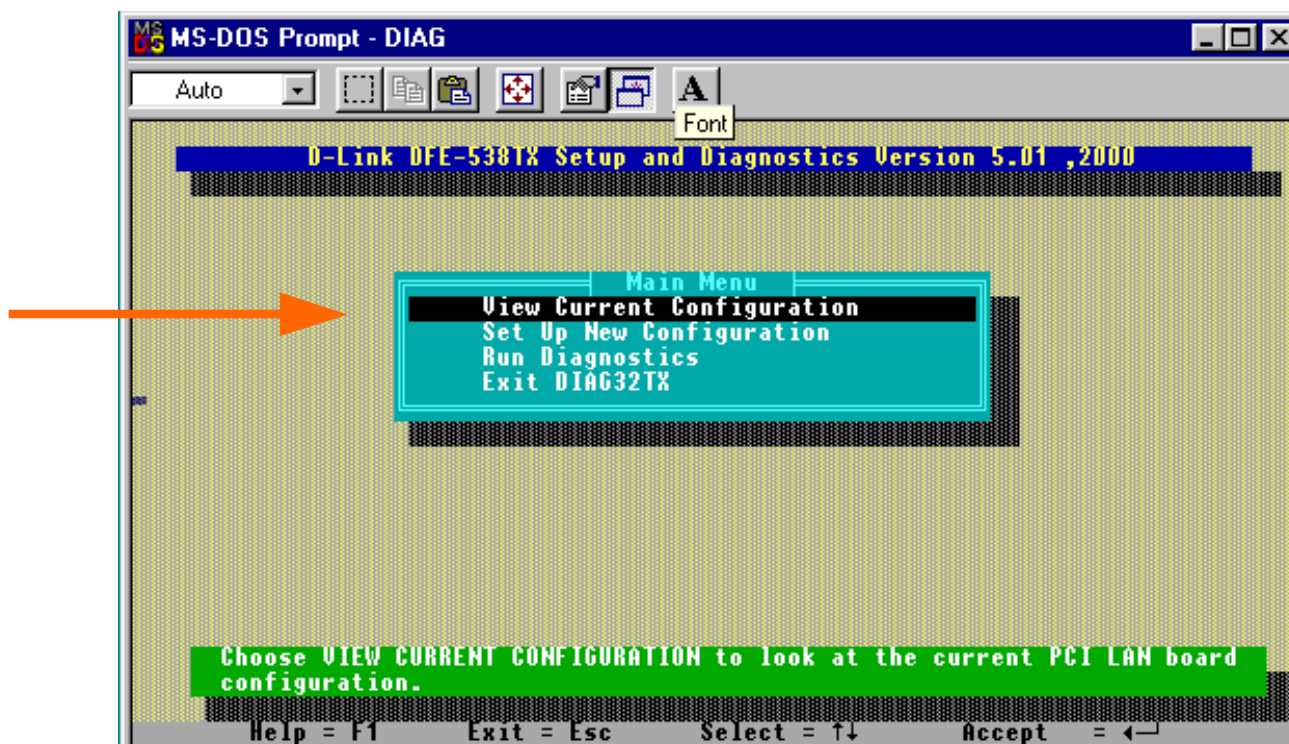 MS-DOS Prompt - DIAG
Auto
A
Font
D-Link DFE-538TX Setup and Diagnostics Version 5.01 ,2000
Main Menu
View Current Configuration
Set Up New Configuration
Run Diagnostics
Exit DIAG32TX
Choose VIEW CURRENT CONFIGURATION to look at the current PCI LAN board
configuration.
Help = F1 Exit = Esc Select = ↑↓ Accept = ◄─┘